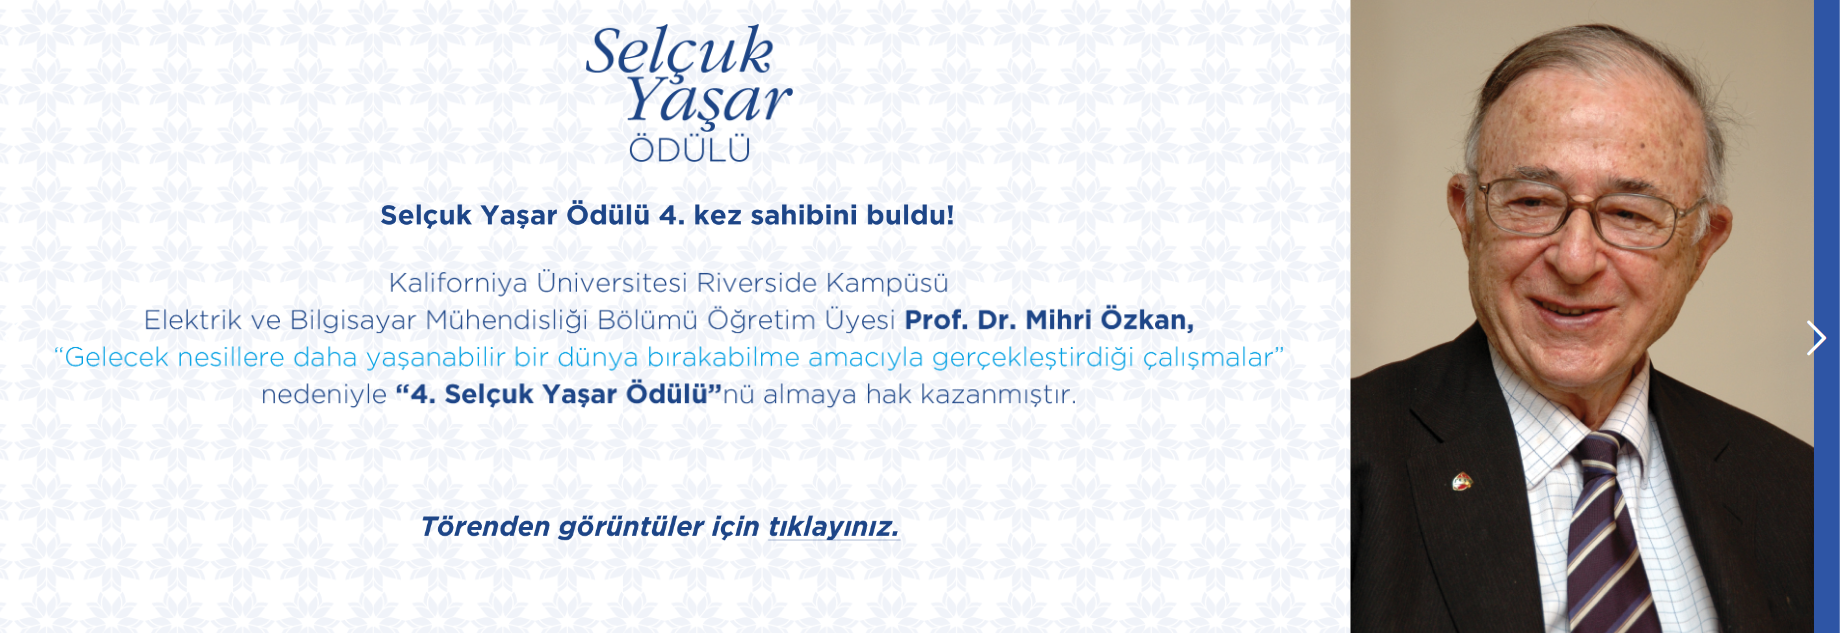 Selçuk
Yaşar
ÖDÜLÜ
Selçuk Yaşar Ödülü 4. kez sahibini buldu!
Kaliforniya Üniversitesi Riverside Kampüsü
Elektrik ve Bilgisayar Mühendisliği Bölümü Öğretim Üyesi Prof. Dr. Mihri Özkan,
“Gelecek nesillere daha yaşanabilir bir dünya bırakabilme amacıyla gerçekleştirdiği çalışmalar”
nedeniyle “4. Selçuk Yaşar Ödülü”nü almaya hak kazanmıştır.
Törenden görüntüler için tıklayınız.